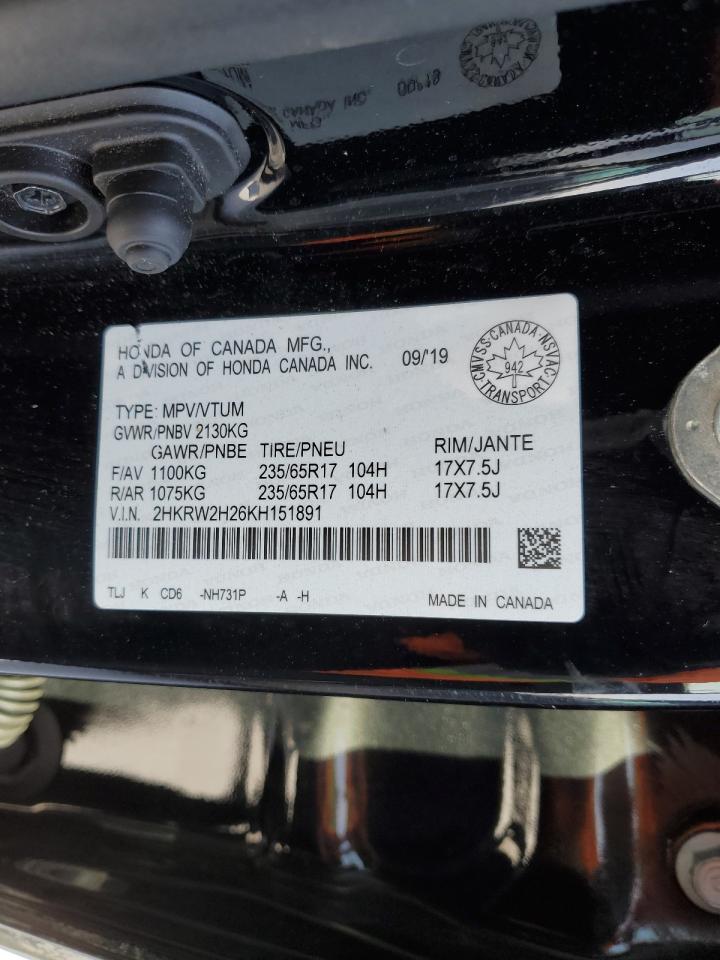 HONDA OF CANADA MFG.,
A DIVISION OF HONDA CANADA INC.
09/'19
CMVSS·CANADA·NSVAC
942
TRANSPORT
TYPE: MPV/VTUM
GVWR/PNBV 2130KG
GAWR/PNBE TIRE/PNEU RIM/JANTE
F/AV 1100KG 235/65R17 104H 17X7.5J
R/AR 1075KG 235/65R17 104H 17X7.5J
V.I.N. 2HKRW2H26KH151891
TLJ K CD6 -NH731P -A -H
MADE IN CANADA